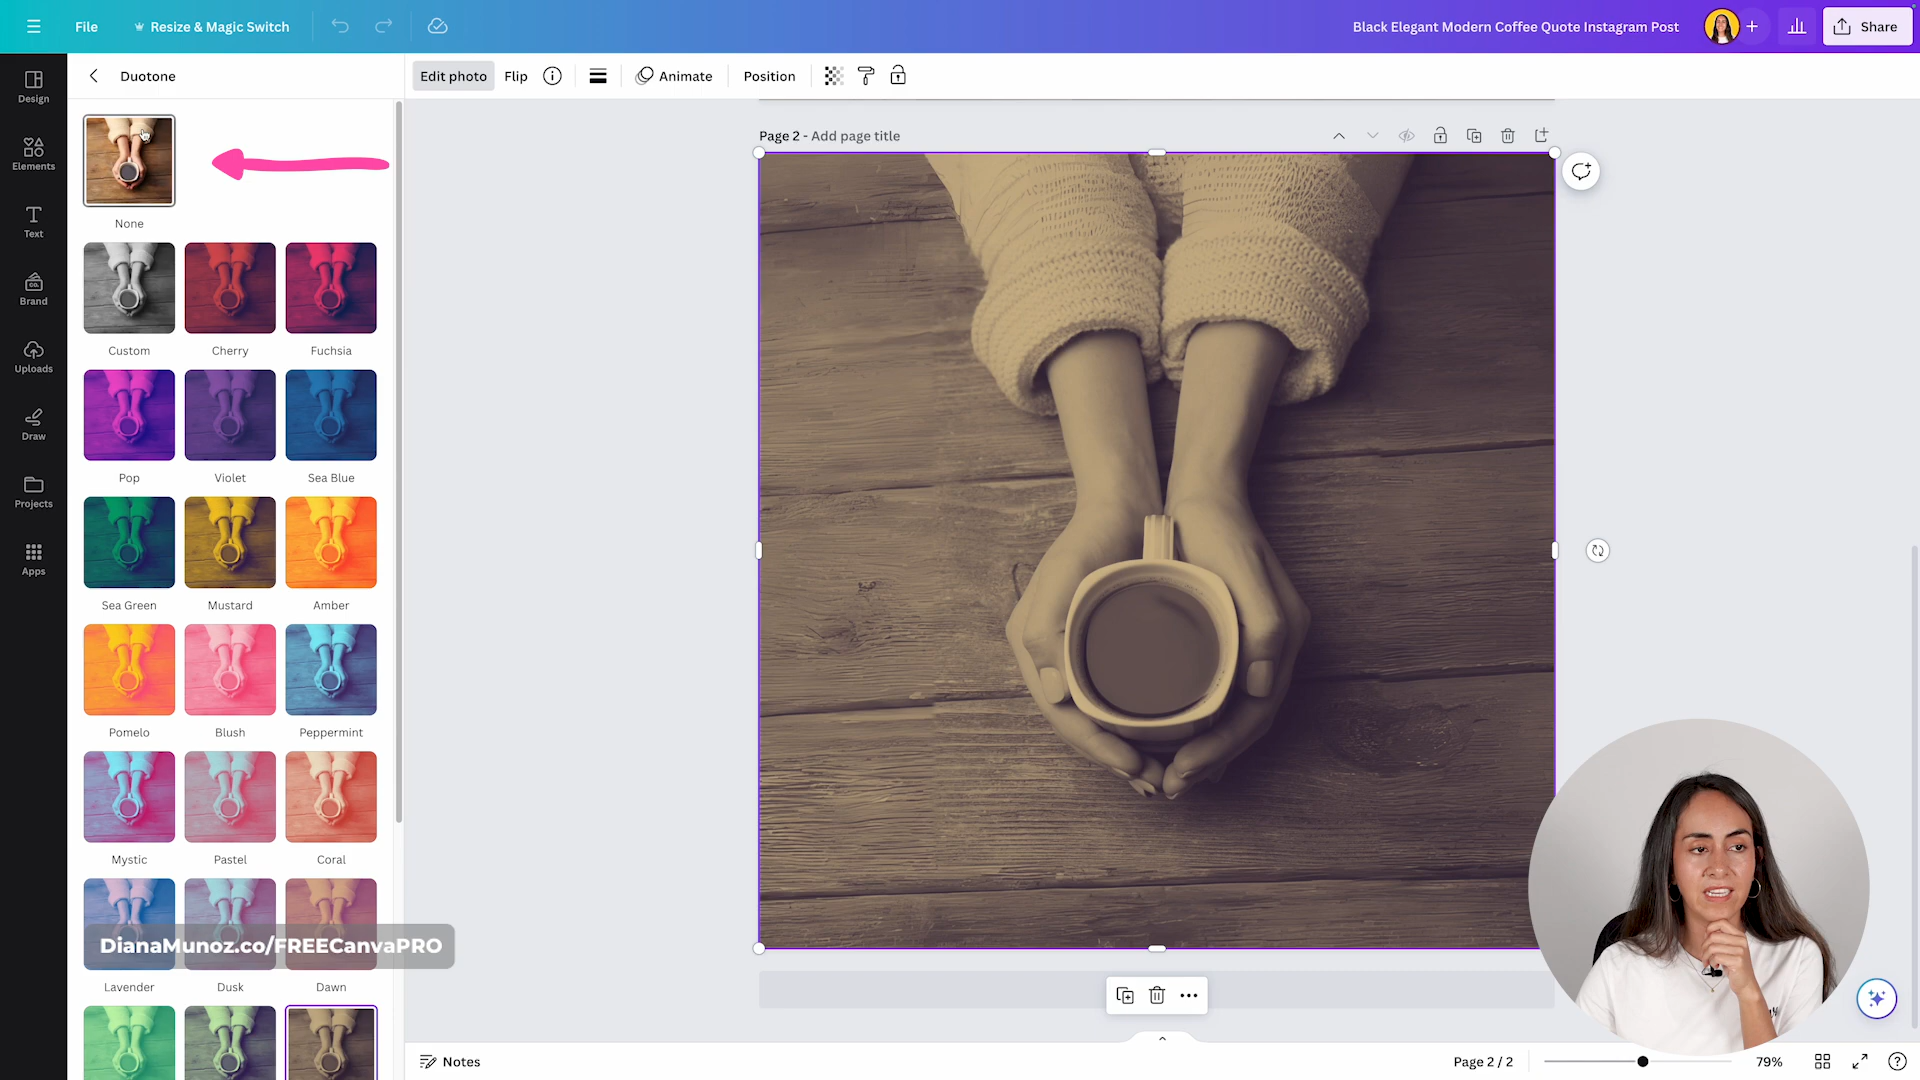 File
Resize & Magic Switch
Black Elegant Modern Coffee Quote Instagram Post
Share
Design
Elements
Text
Brand
Uploads
Draw
Projects
Apps
Duotone
Edit photo
Flip
Animate
Position
None
Custom
Cherry
Fuchsia
Pop
Violet
Sea Blue
Sea Green
Mustard
Amber
Pomelo
Blush
Peppermint
Mystic
Pastel
Coral
DianaMunoz.co/FREECanvaPRO
Lavender
Dusk
Dawn
Page 2 - Add page title
Notes
Page 2 / 2
79%